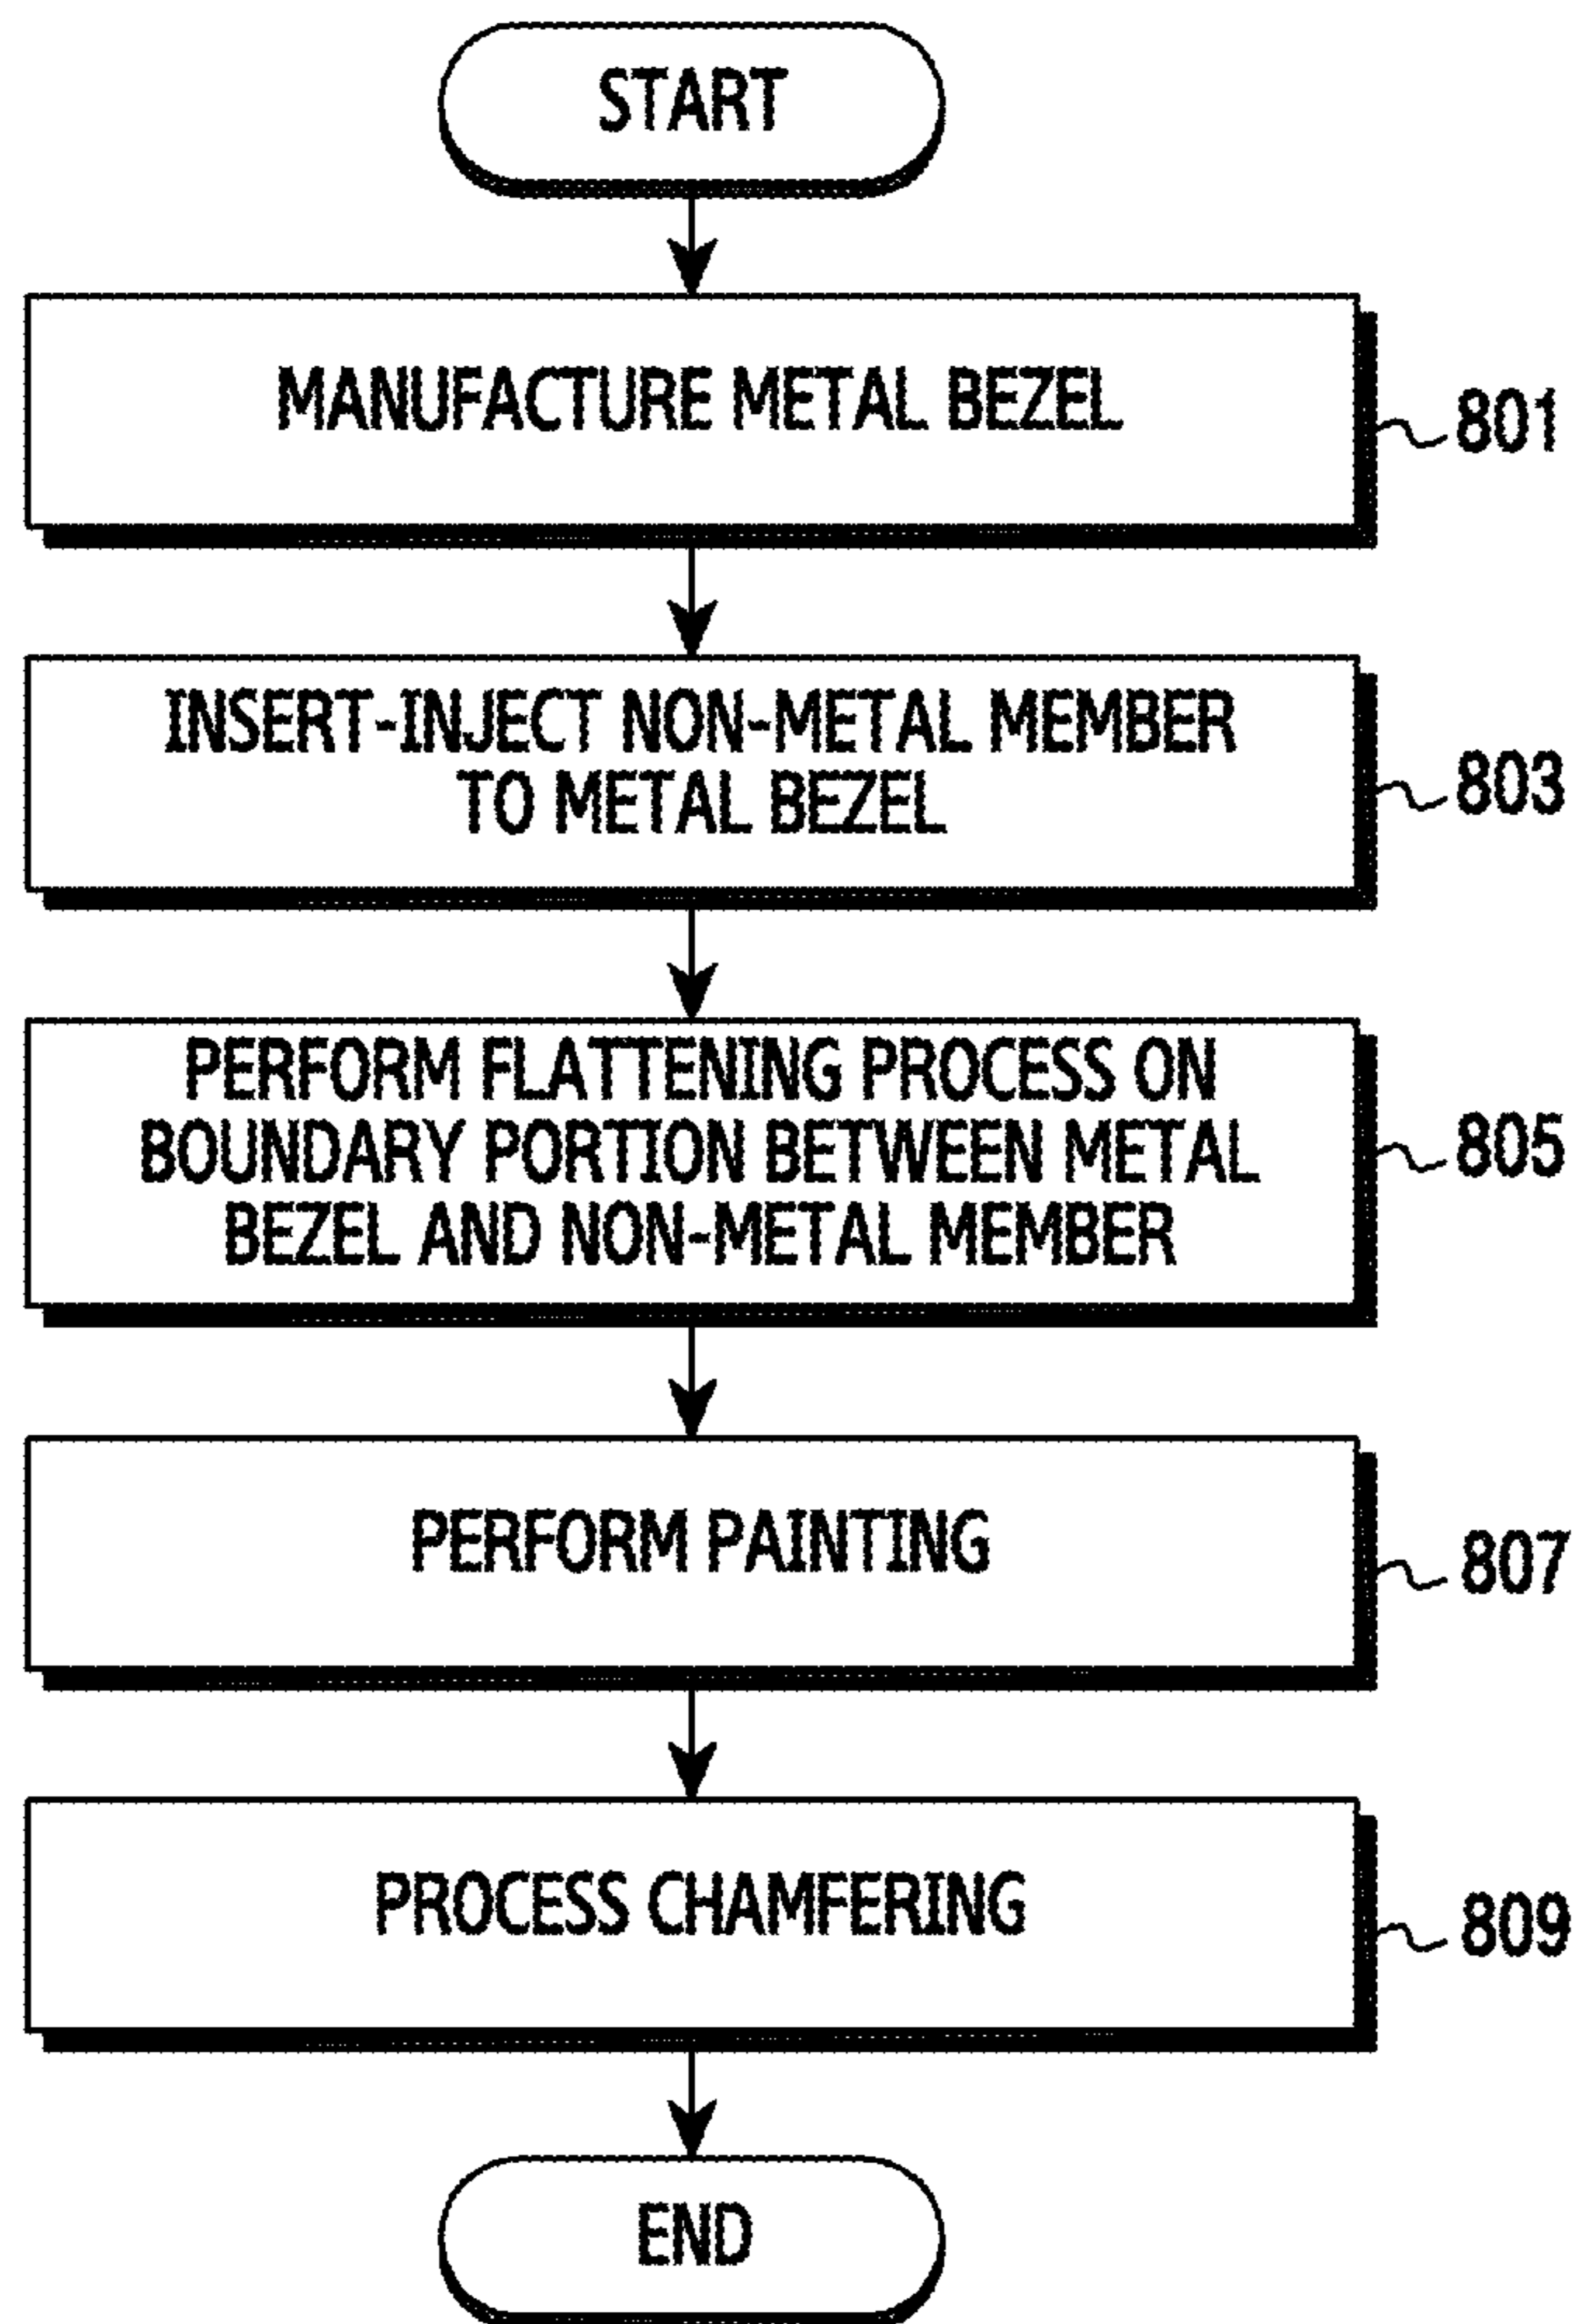 START
MANUFACTURE METAL BEZEL
801
INSERT-INJECT NON-METAL MEMBER
TO METAL BEZEL
803
PERFORM FLATTENING PROCESS ON
BOUNDARY PORTION BETWEEN METAL
BEZEL AND NON-METAL MEMBER
805
PERFORM PAINTING
807
PROCESS CHAMFERING
809
END